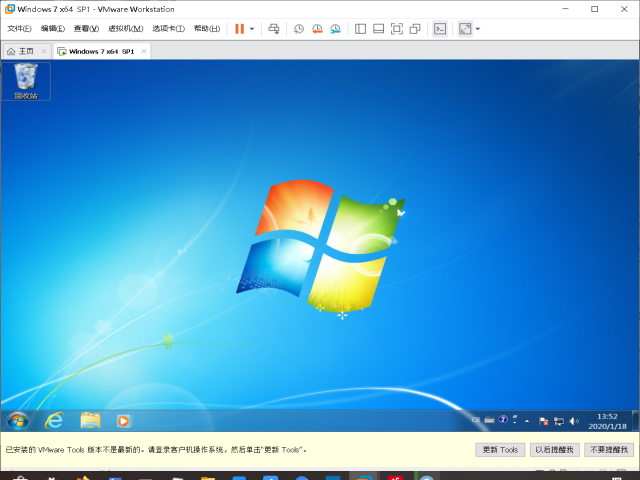 Windows 7 x64 SP1 - VMware Workstation
文件(F) 编辑(E) 查看(V) 虚拟机(M) 选项卡(T) 帮助(H)
主页 Windows 7 x64 SP1
回收站
13:52
2020/1/18
已安装的 VMware Tools 版本不是最新的。请登录客户机操作系统，然后单击“更新 Tools”。
更新 Tools 以后提醒我 不要提醒我